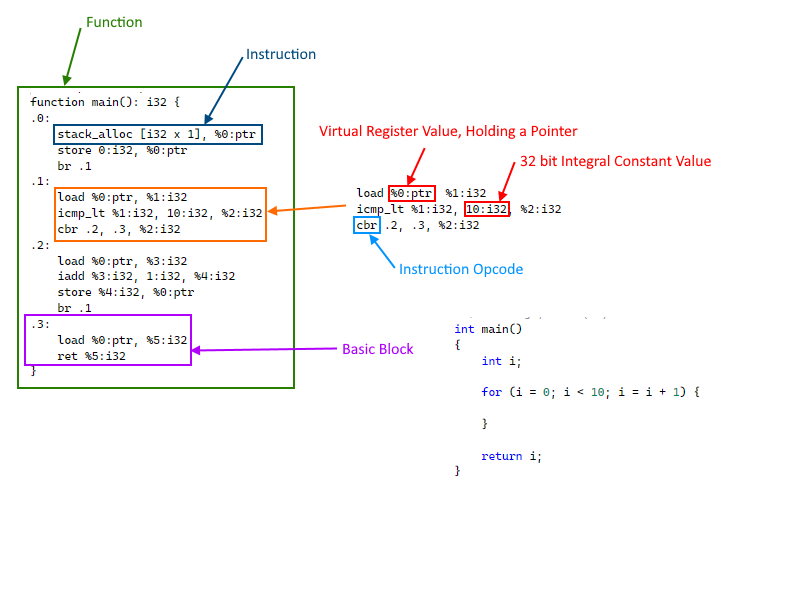 Function
Instruction
function main(): i32 {
.0:
stack_alloc [i32 x 1], %0:ptr
store 0:i32, %0:ptr
br .1
.1:
load %0:ptr, %1:i32
icmp_lt %1:i32, 10:i32, %2:i32
cbr .2, .3, %2:i32
.2:
load %0:ptr, %3:i32
iadd %3:i32, 1:i32, %4:i32
store %4:i32, %0:ptr
br .1
.3:
load %0:ptr, %5:i32
ret %5:i32
}
Virtual Register Value, Holding a Pointer
32 bit Integral Constant Value
load %0:ptr %1:i32
icmp_lt %1:i32, 10:i32, %2:i32
cbr .2, .3, %2:i32
Instruction Opcode
Basic Block
int main()
{
int i;
for (i = 0; i < 10; i = i + 1) {
}
return i;
}